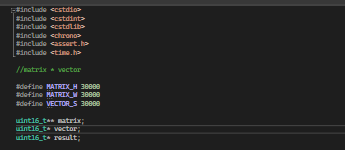 #include <cstdio>
#include <cstdint>
#include <cstdlib>
#include <chrono>
#include <assert.h>
#include <time.h>
//matrix * vector
#define MATRIX_H 30000
#define MATRIX_W 30000
#define VECTOR_S 30000
uint16_t** matrix;
uint16_t* vector;
uint16_t* result;